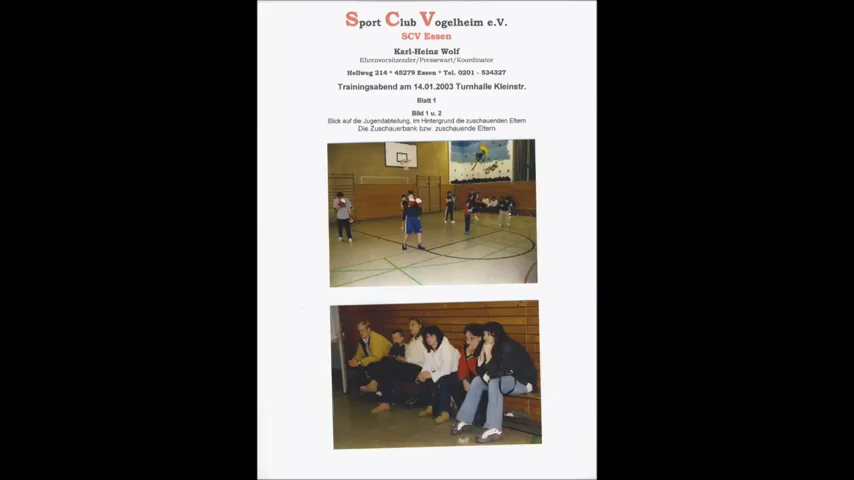 Sport Club Vogelheim e.V.
SCV Essen
Karl-Heinz Wolf
Ehrenvorsitzender/Pressewart/Koordinator
Hellweg 214 * 45279 Essen * Tel. 0201 - 534327
Trainingsabend am 14.01.2003 Turnhalle Kleinstr.
Blatt 1
Bild 1 u. 2
Blick auf die Jugendabteilung, im Hintergrund die zuschauenden Eltern
Die Zuschauerbank bzw. zuschauende Eltern